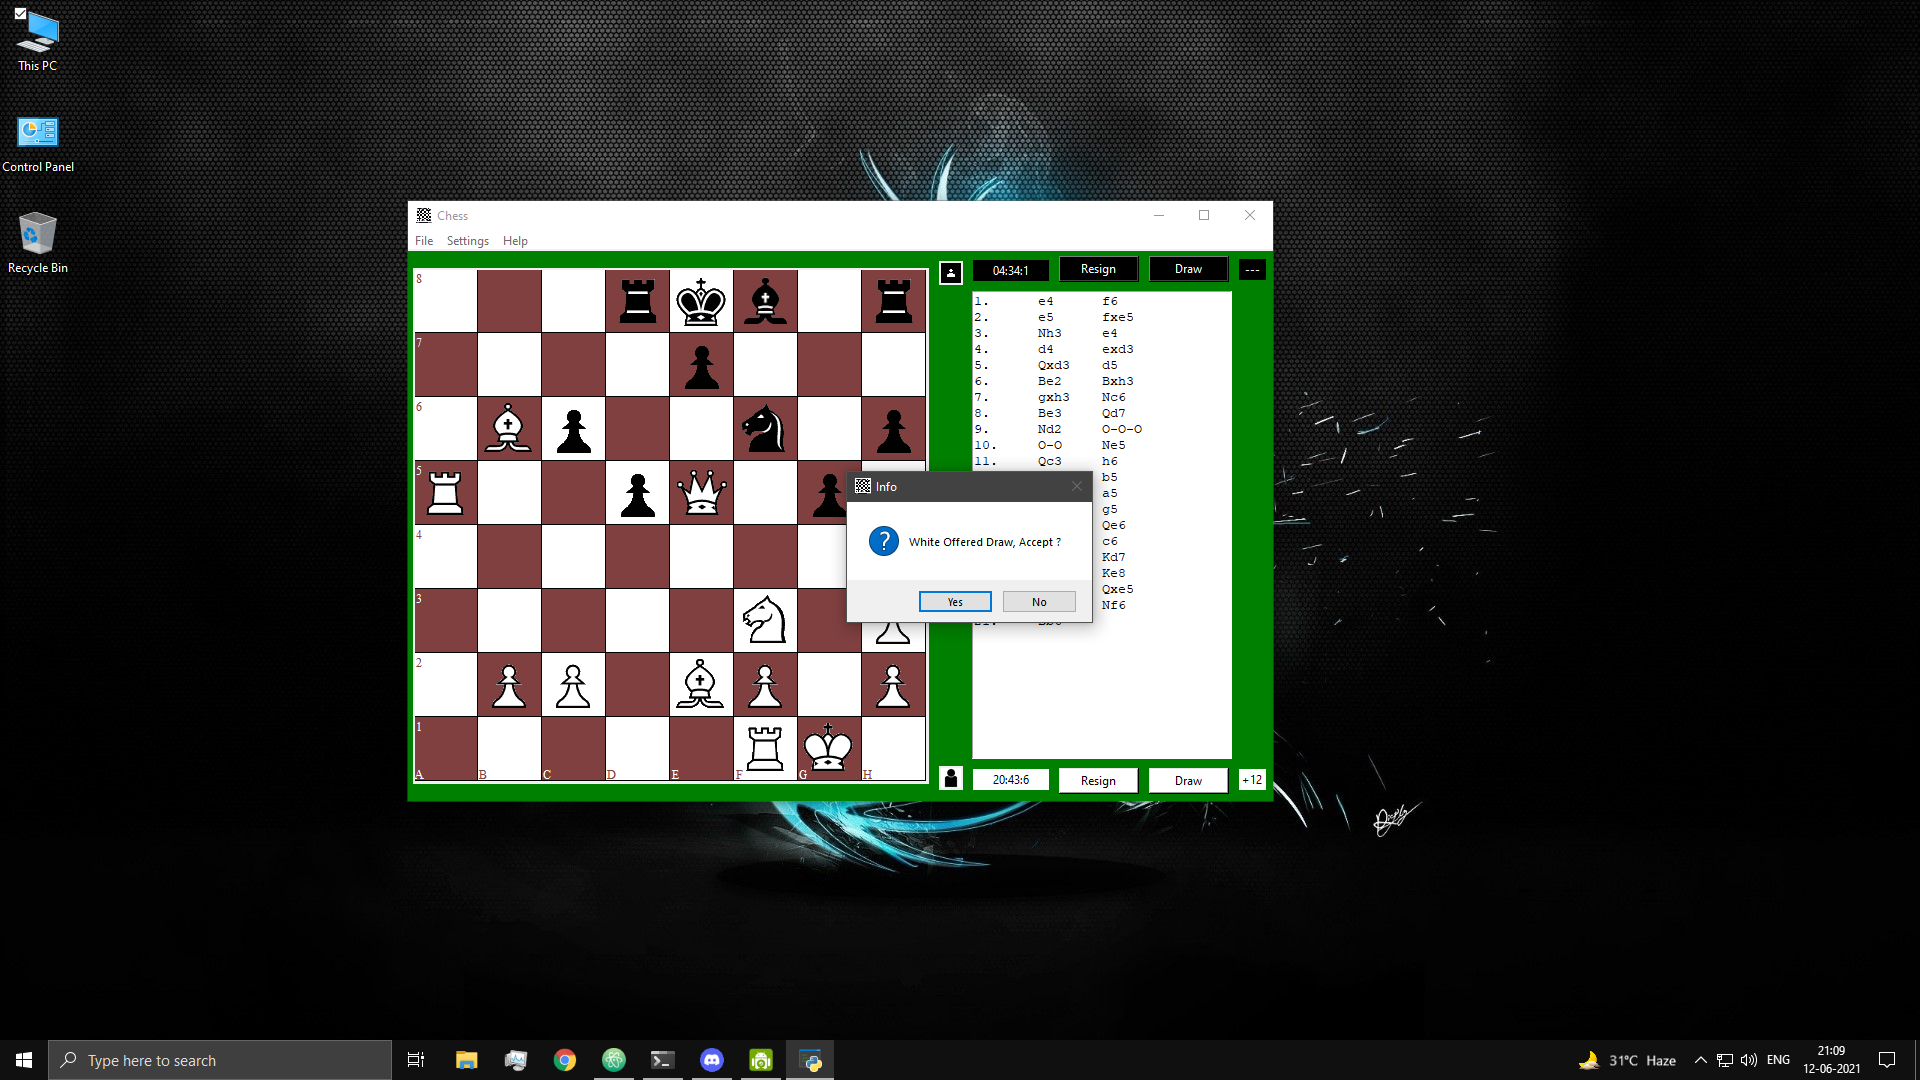 This PC
Control Panel
Recycle Bin
Chess
File Settings Help
04:34:1 Resign Draw ---
8
7
6
5
4
3
2
1
A B C D E F G H
1. e4 f6
2. e5 fxe5
3. Nh3 e4
4. d4 exd3
5. Qxd3 d5
6. Be2 Bxh3
7. gxh3 Nc6
8. Be3 Qd7
9. Nd2 O-O-O
10. O-O Ne5
11. Qc3 h6
b5
a5
g5
Qe6
c6
Kd7
Ke8
Qxe5
Nf6
Info
White Offered Draw, Accept ?
Yes No
20:43:6 Resign Draw +12
Type here to search
31°C Haze
ENG
21:09
12-06-2021